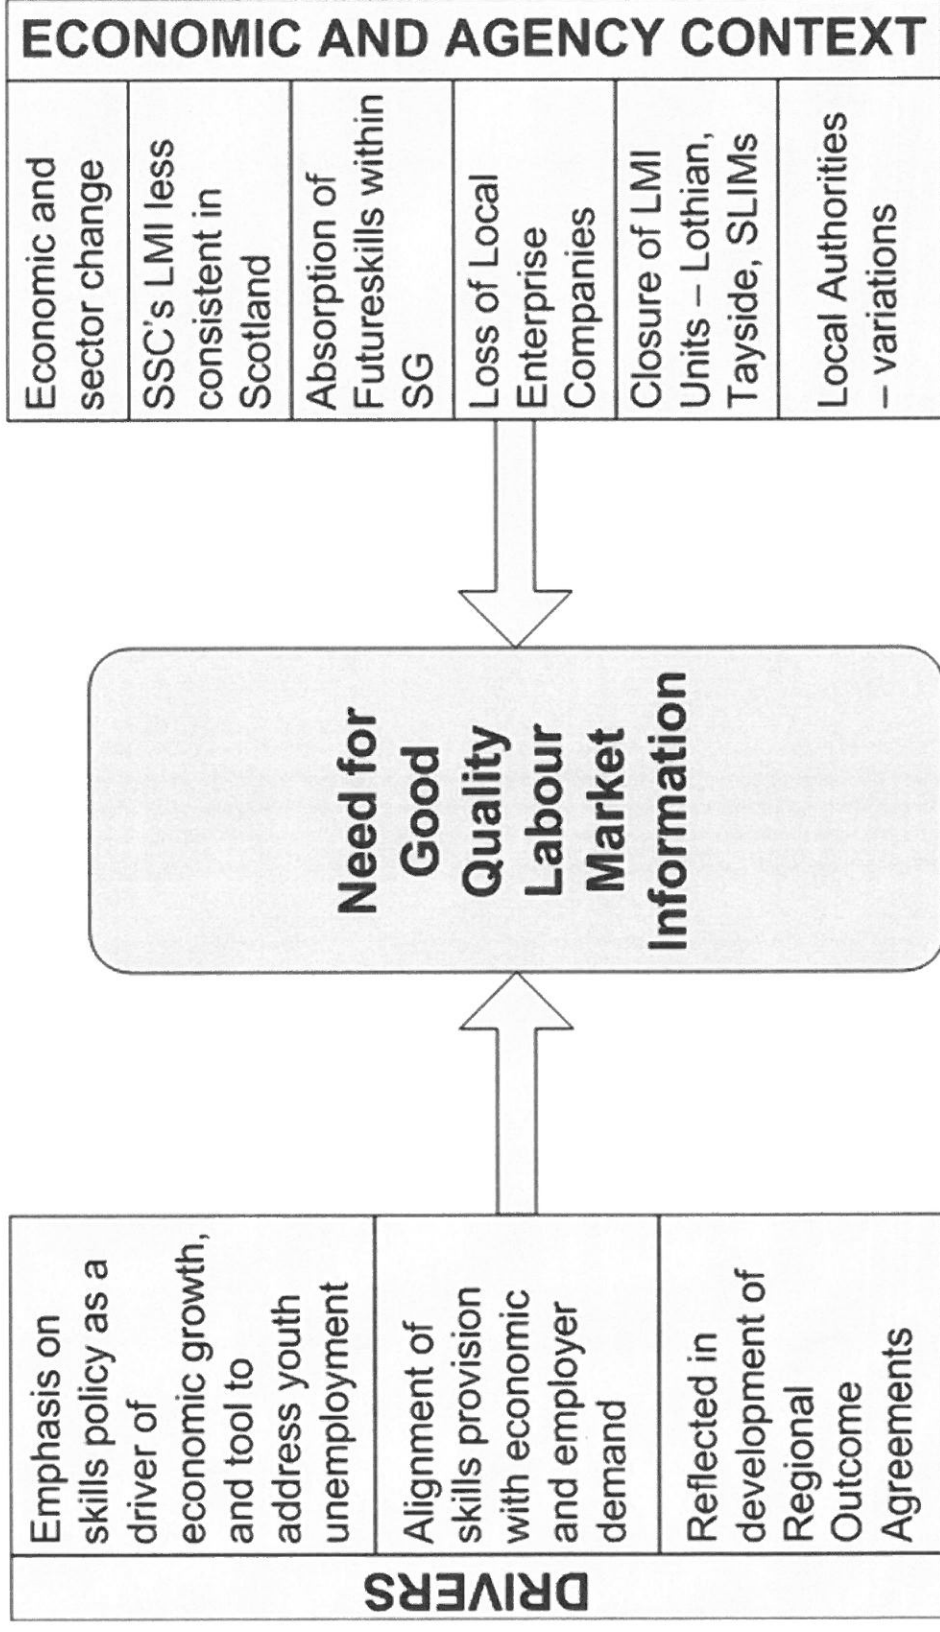 DRIVERS
Emphasis on
skills policy as a
driver of
economic growth,
and tool to
address youth
unemployment
Alignment of
skills provision
with economic
and employer
demand
Reflected in
development of
Regional
Outcome
Agreements
Need for
Good
Quality
Labour
Market
Information
Economic and
sector change
SSC's LMI less
consistent in
Scotland
Absorption of
Futureskills within
SG
Loss of Local
Enterprise
Companies
Closure of LMI
Units – Lothian,
Tayside, SLIMs
Local Authorities
– variations
ECONOMIC AND AGENCY CONTEXT